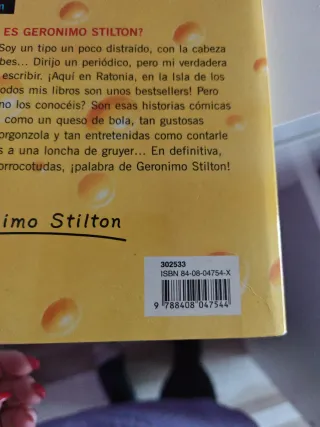 ES GERONIMO STILTON?
Soy un tipo un poco distraído, con la cabeza
bes... Dirijo un periódico, pero mi verdadera
escribir. ¡Aquí en Ratonia, en la Isla de los
odos mis libros son unos bestsellers! Pero
no los conocéis? Son esas historias cómicas
como un queso de bola, tan gustosas
orgonzola y tan entretenidas como contarle
s a una loncha de gruyer... En definitiva,
orrocotudas, ¡palabra de Geronimo Stilton!
imo Stilton
302533
ISBN 84-08-04754-X
9 788408 047544